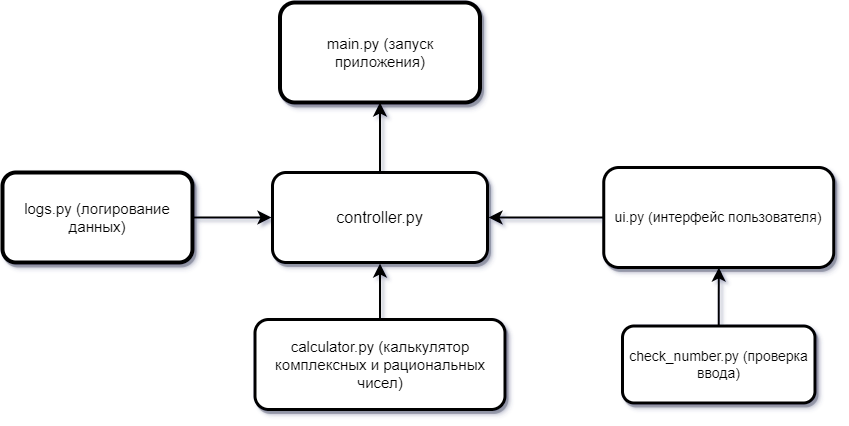 main.py (запуск
приложения)
logs.py (логирование
данных)
controller.py
ui.py (интерфейс пользователя)
calculator.py (калькулятор
комплексных и рациональных
чисел)
check_number.py (проверка
ввода)